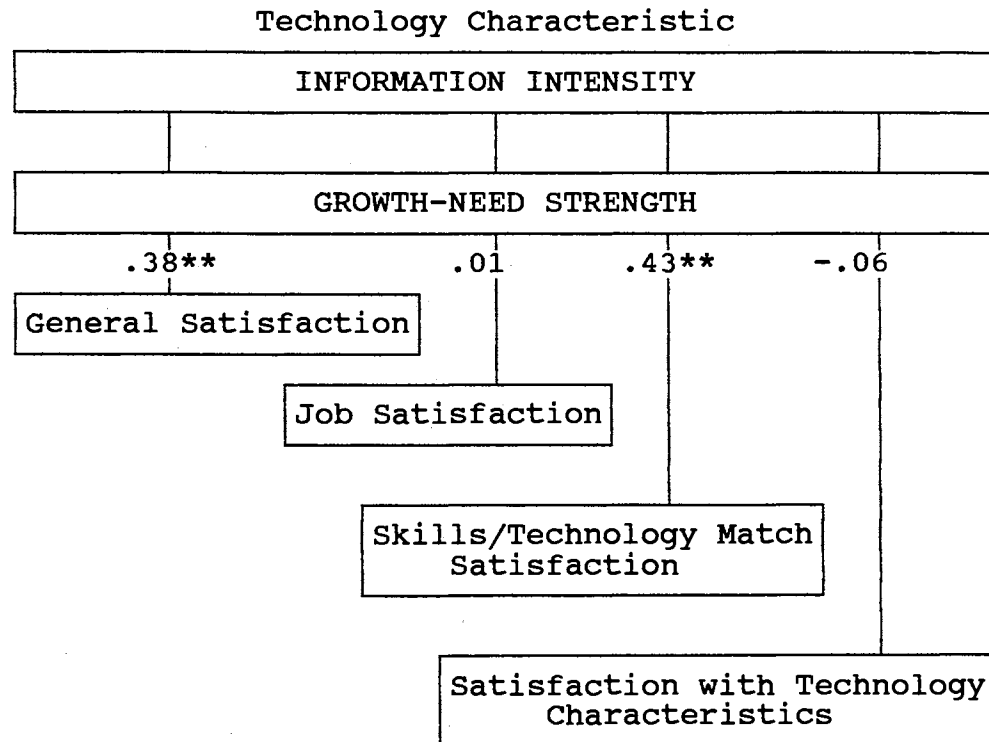 Technology Characteristic
INFORMATION INTENSITY
GROWTH-NEED STRENGTH
.38** .01 .43** -.06
General Satisfaction
Job Satisfaction
Skills/Technology Match
Satisfaction
Satisfaction with Technology
Characteristics